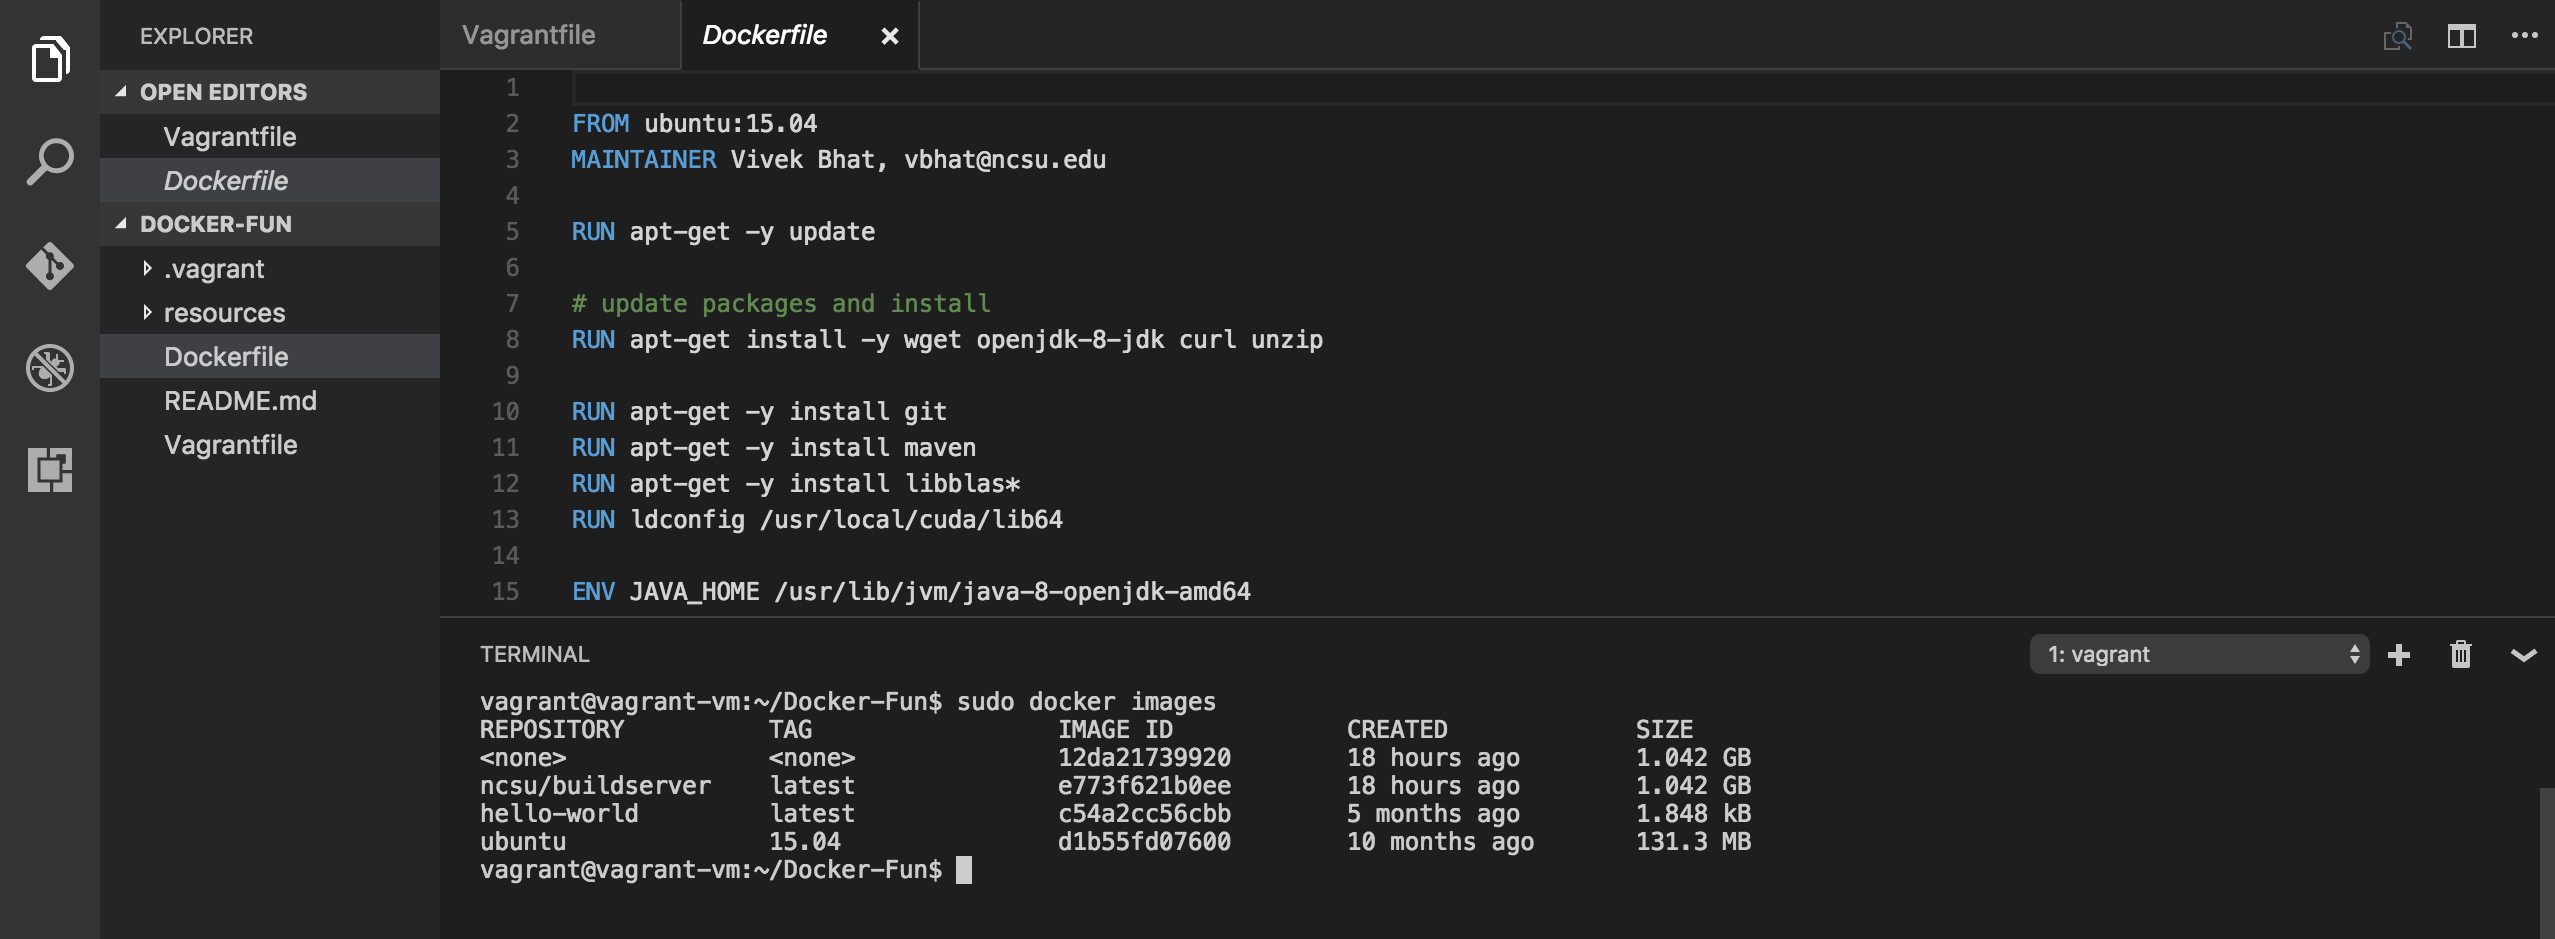 EXPLORER
OPEN EDITORS
Vagrantfile
Dockerfile
DOCKER-FUN
.vagrant
resources
Dockerfile
README.md
Vagrantfile
Vagrantfile Dockerfile
1
2 FROM ubuntu:15.04
3 MAINTAINER Vivek Bhat, vbhat@ncsu.edu
4
5 RUN apt-get -y update
6
7 # update packages and install
8 RUN apt-get install -y wget openjdk-8-jdk curl unzip
9
10 RUN apt-get -y install git
11 RUN apt-get -y install maven
12 RUN apt-get -y install libblas*
13 RUN ldconfig /usr/local/cuda/lib64
14
15 ENV JAVA_HOME /usr/lib/jvm/java-8-openjdk-amd64
TERMINAL 1: vagrant
vagrant@vagrant-vm:~/Docker-Fun$ sudo docker images
REPOSITORY TAG IMAGE ID CREATED SIZE
<none> <none> 12da21739920 18 hours ago 1.042 GB
ncsu/buildserver latest e773f621b0ee 18 hours ago 1.042 GB
hello-world latest c54a2cc56cbb 5 months ago 1.848 kB
ubuntu 15.04 d1b55fd07600 10 months ago 131.3 MB
vagrant@vagrant-vm:~/Docker-Fun$